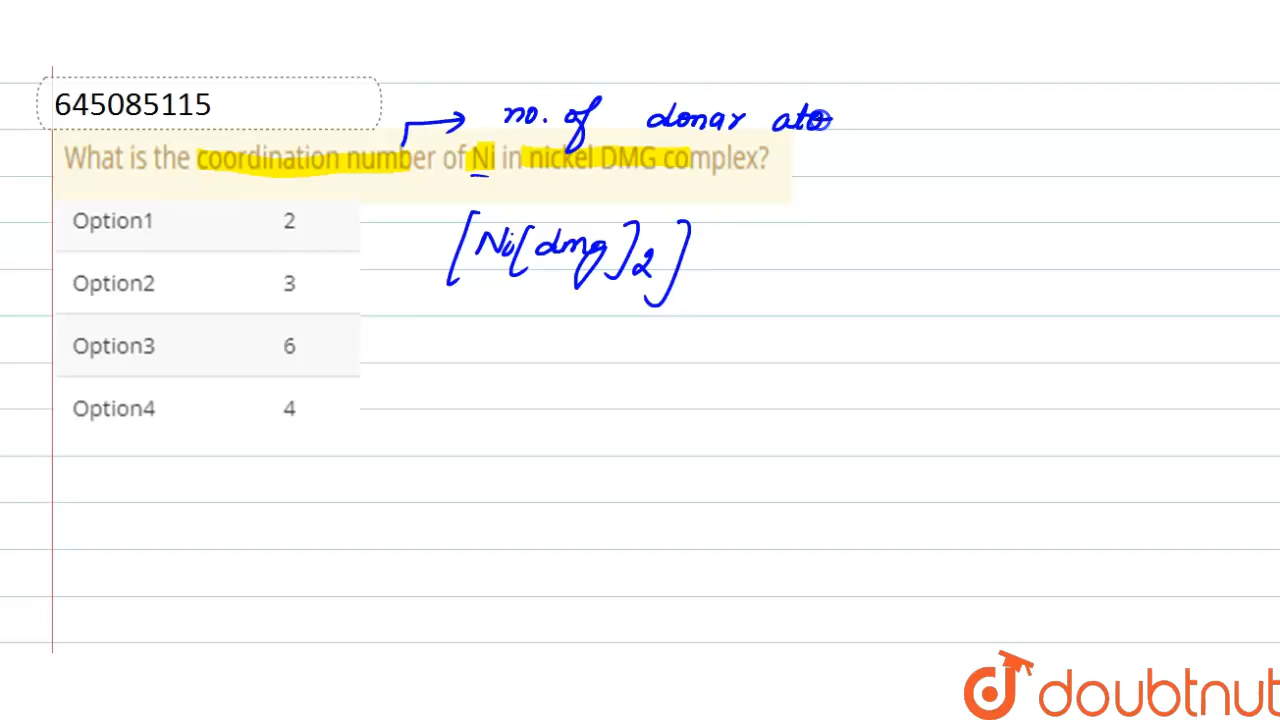 645085115
no. of donar ato
What is the coordination number of Ni in nickel DMG complex?
Option1 2
[Ni[dmg]2]
Option2 3
Option3 6
Option4 4
doubtnut